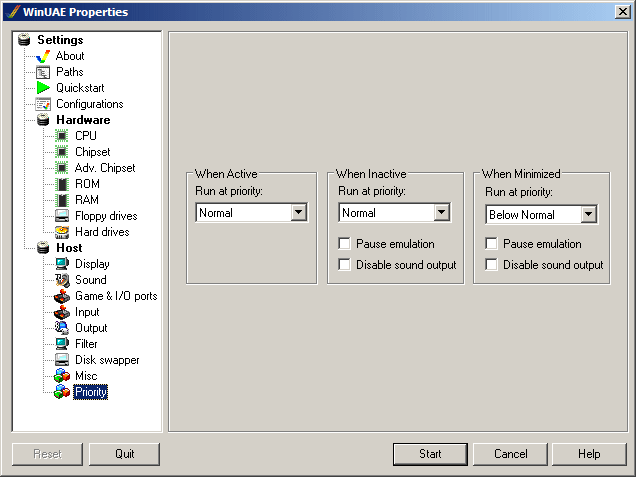 WinUAE Properties
Settings
About
Paths
Quickstart
Configurations
Hardware
CPU
Chipset
Adv. Chipset
ROM
RAM
Floppy drives
Hard drives
Host
Display
Sound
Game & I/O ports
Input
Output
Filter
Disk swapper
Misc
Priority
When Active
Run at priority:
Normal
When Inactive
Run at priority:
Normal
Pause emulation
Disable sound output
When Minimized
Run at priority:
Below Normal
Pause emulation
Disable sound output
Reset
Quit
Start
Cancel
Help